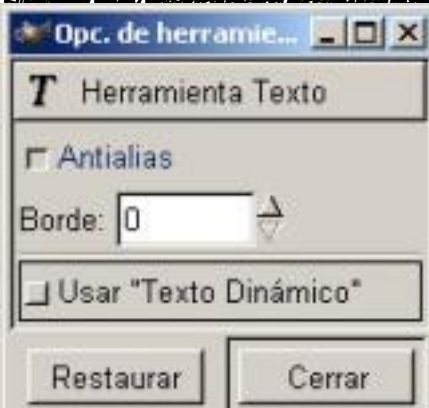 Opc. de herramie...
T Herramienta Texto
Antialias
Borde: 0
Usar "Texto Dinámico"
Restaurar Cerrar